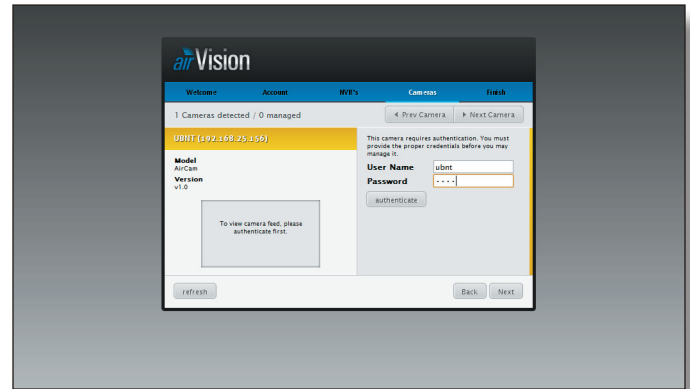 airVision
Welcome Account NVR's Cameras Finish
1 Cameras detected / 0 managed
Prev Camera Next Camera
UBNT (192.168.25.156)
Model
AirCam
Version
v1.0
To view camera feed, please
authenticate first.
This camera requires authentication. You must
provide the proper credentials before you may
manage it.
User Name ubnt
Password ····
authenticate
refresh
Back Next